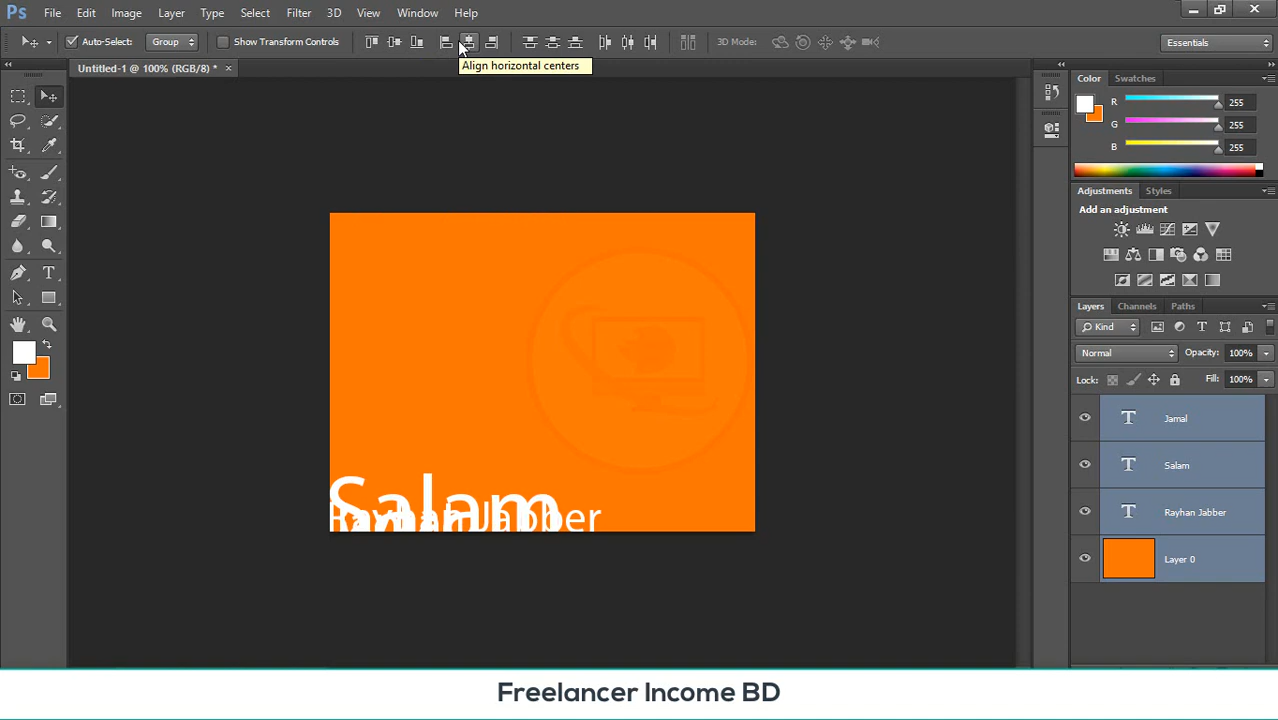 Ps File Edit Image Layer Type Select Filter 3D View Window Help
Auto-Select: Group Show Transform Controls 3D Mode: Essentials
Untitled-1 @ 100% (RGB/8) * ×
Align horizontal centers
Color Swatches
R 255
G 255
B 255
Adjustments Styles
Add an adjustment
Layers Channels Paths
Kind
Normal Opacity: 100%
Lock: Fill: 100%
T Jamal
T Salam
T Rayhan Jabber
Layer 0
Salam
Rayhan Jabber
Freelancer Income BD